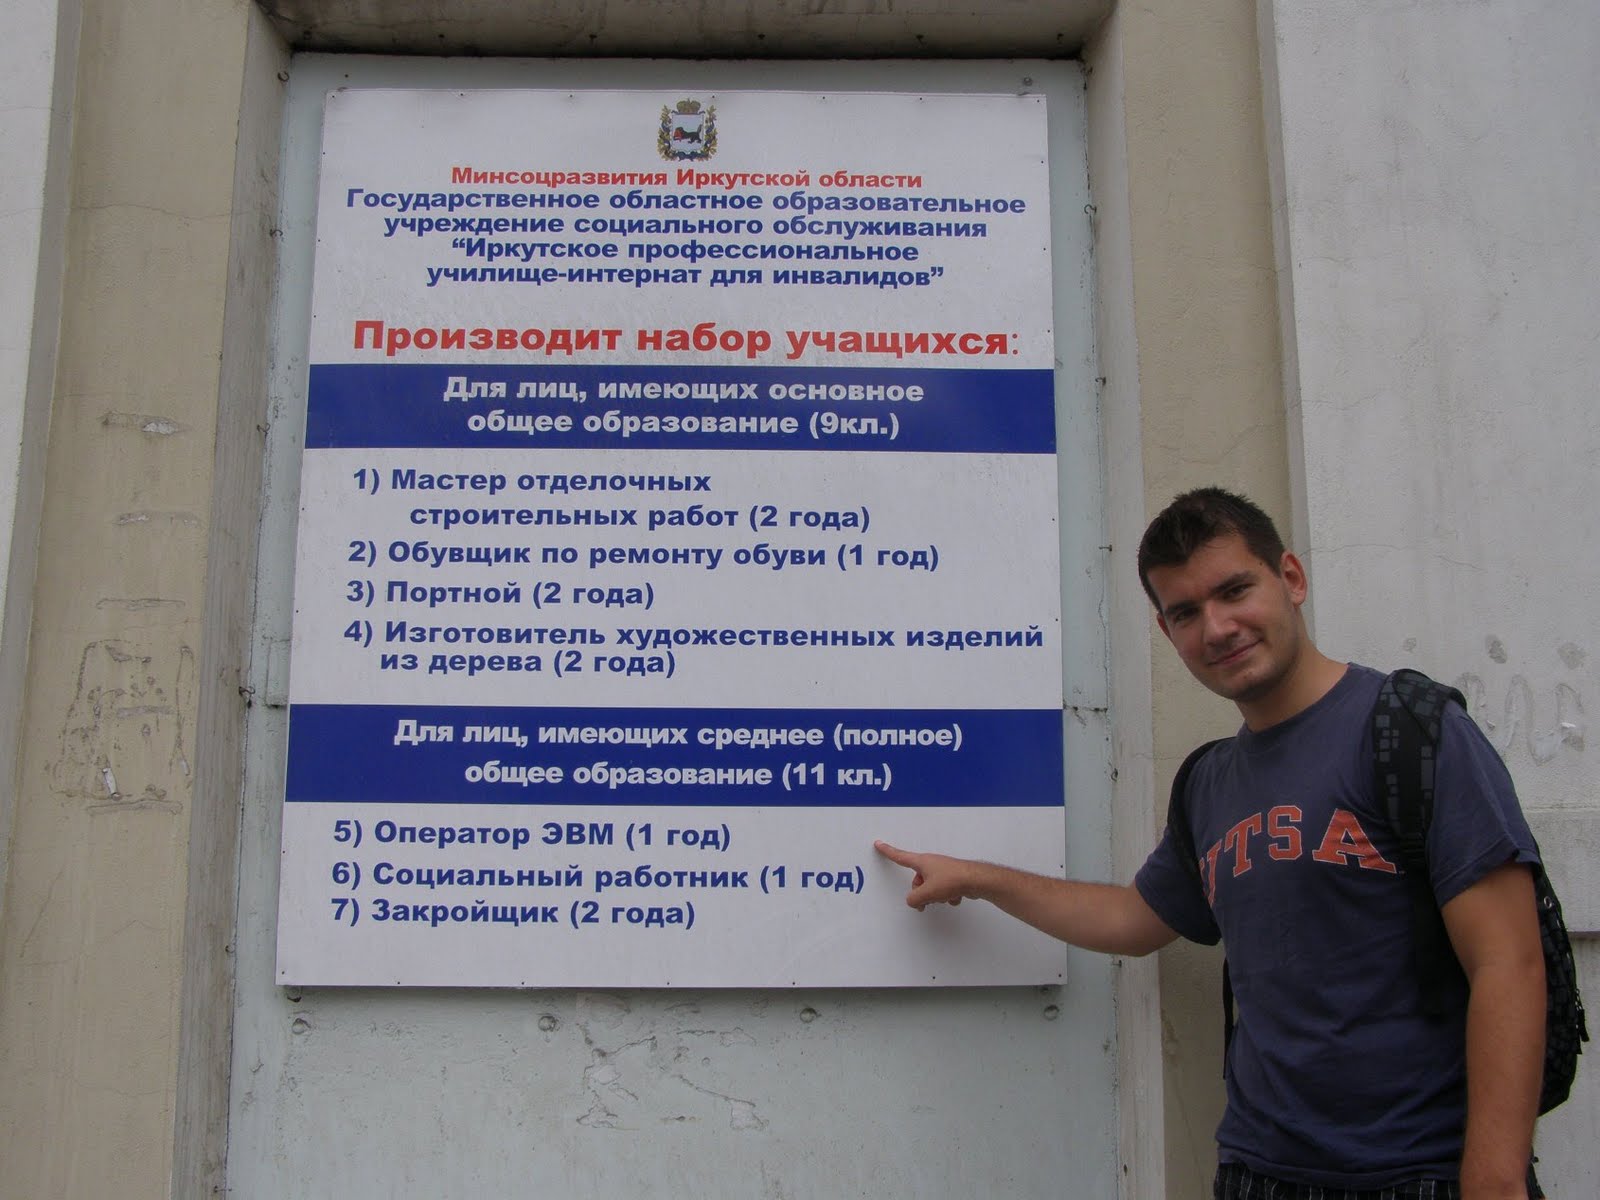 Минсоцразвития Иркутской области
Государственное областное образовательное
учреждение социального обслуживания
“Иркутское профессиональное
училище-интернат для инвалидов”
Производит набор учащихся:
Для лиц, имеющих основное
общее образование (9кл.)
1) Мастер отделочных
строительных работ (2 года)
2) Обувщик по ремонту обуви (1 год)
3) Портной (2 года)
4) Изготовитель художественных изделий
из дерева (2 года)
Для лиц, имеющих среднее (полное)
общее образование (11 кл.)
5) Оператор ЭВМ (1 год)
6) Социальный работник (1 год)
7) Закройщик (2 года)
UTSA